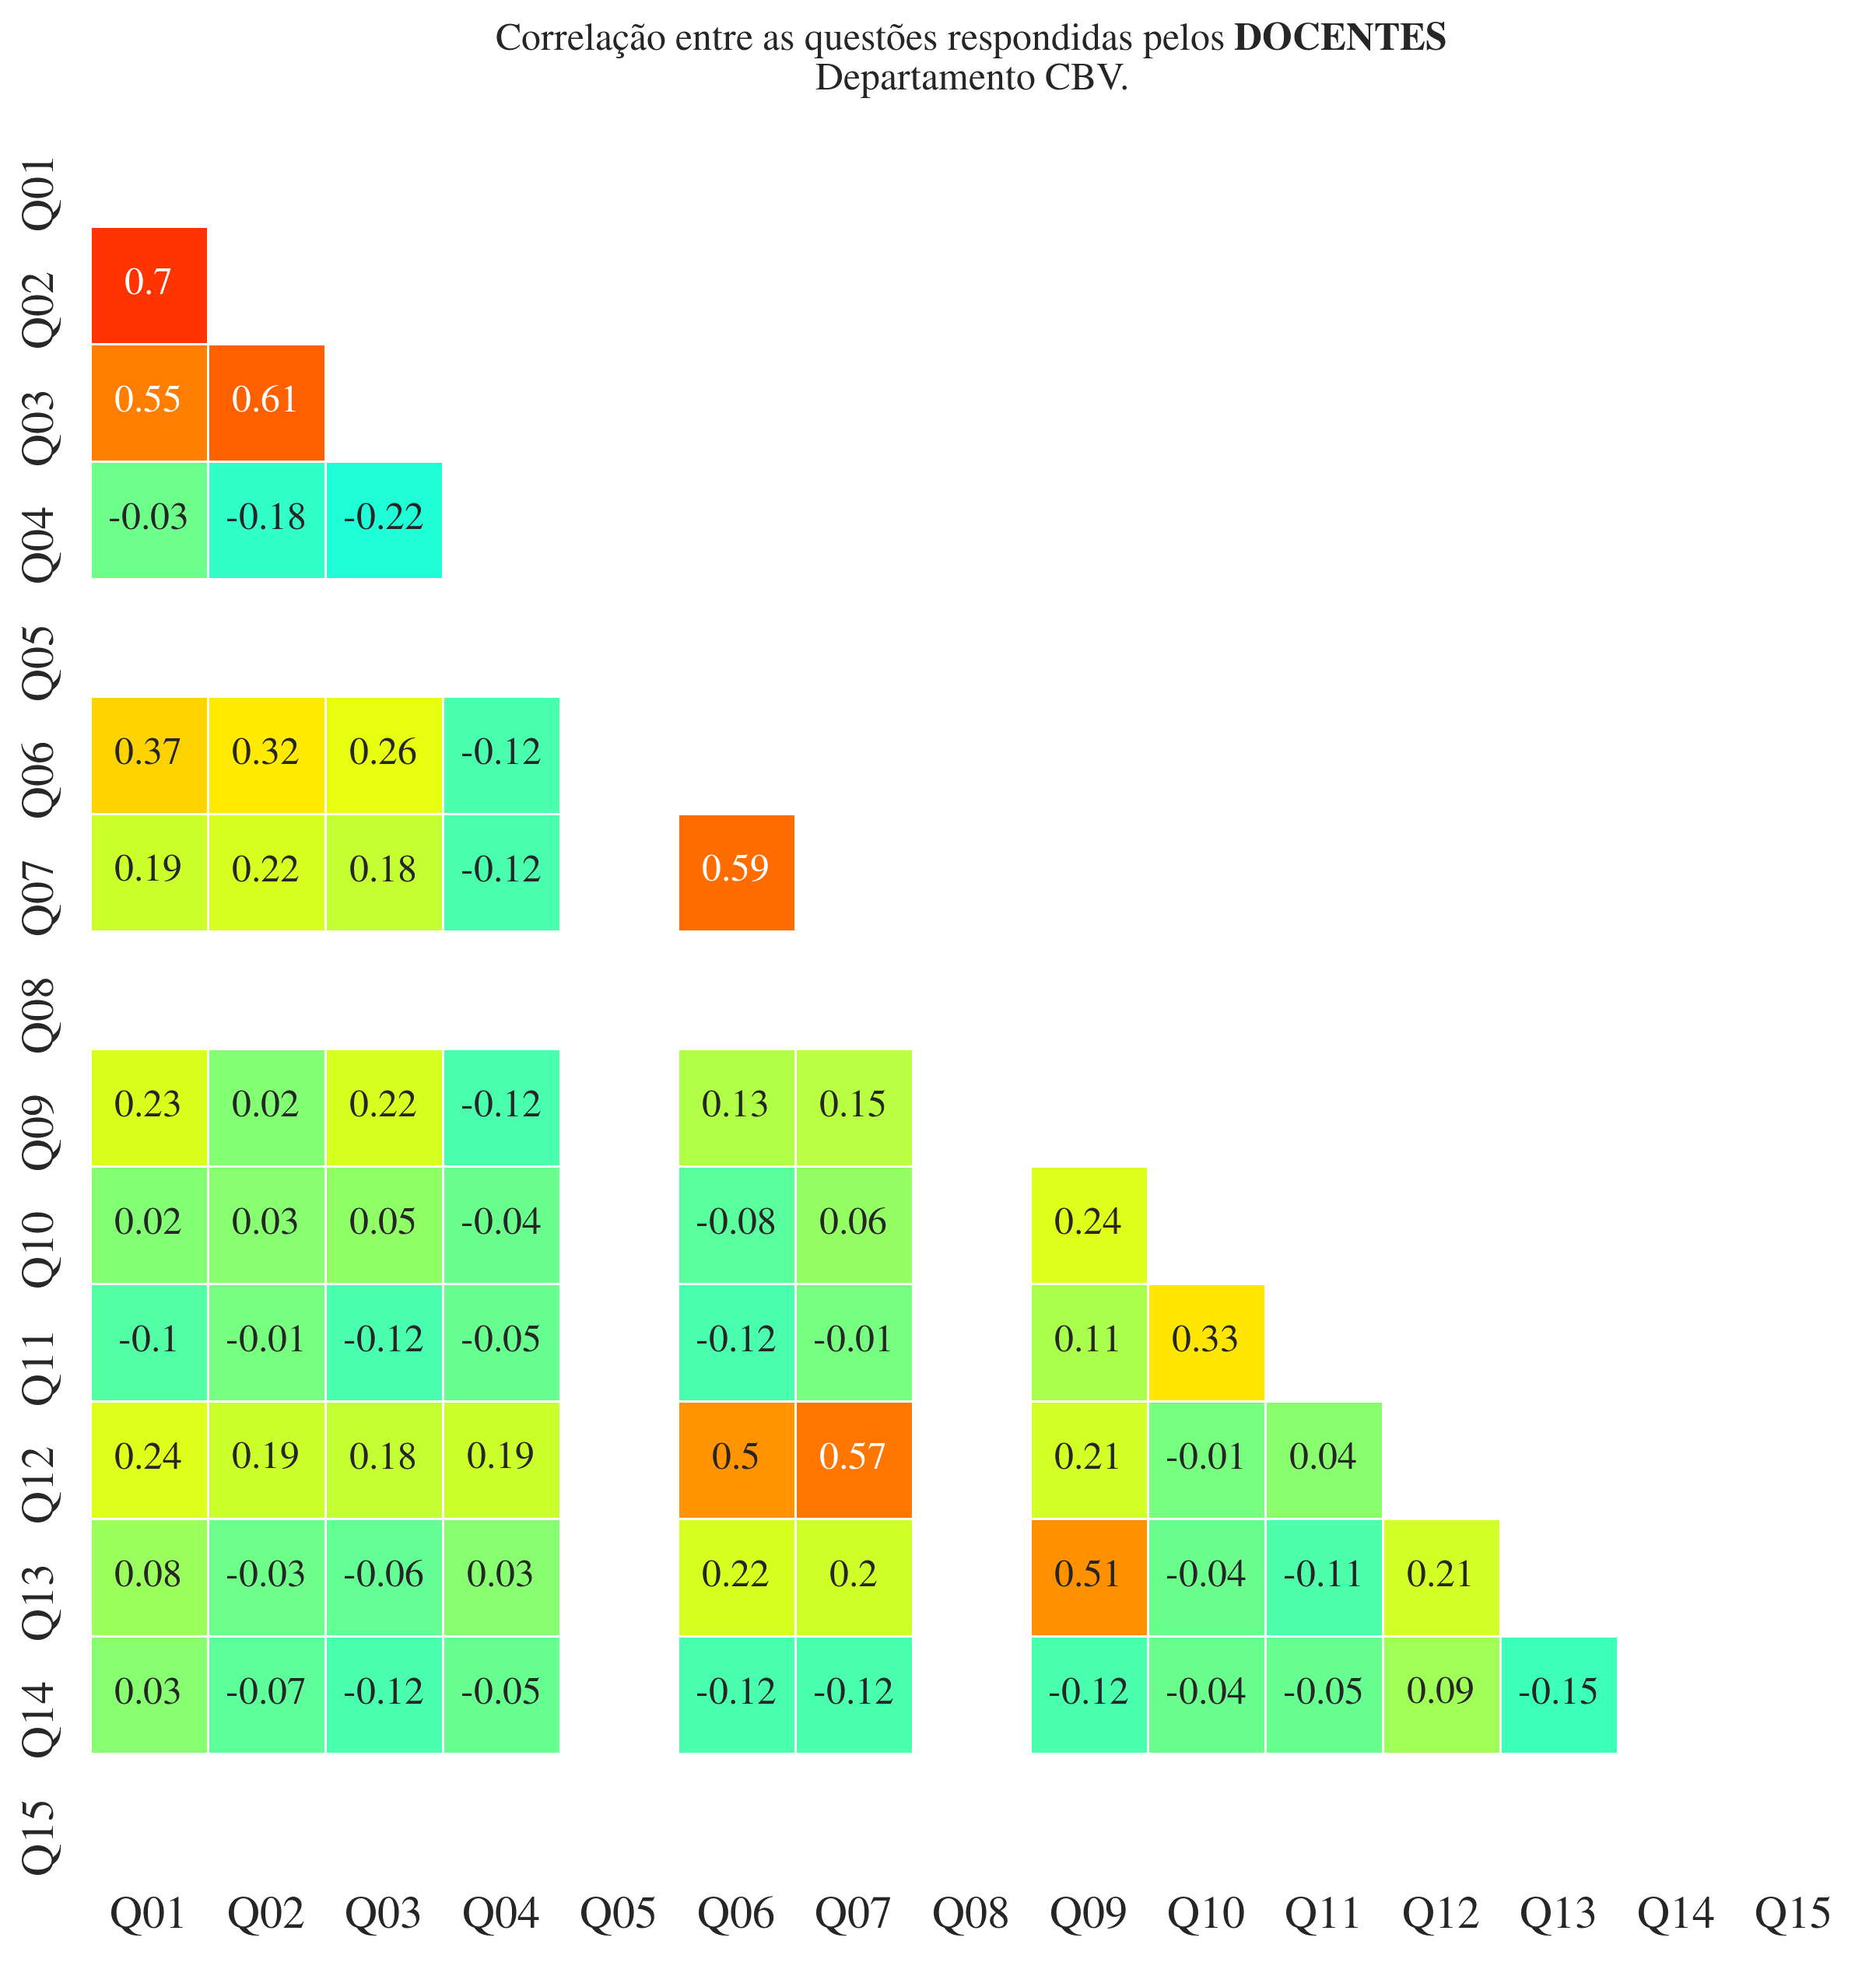 Correlação entre as questões respondidas pelos DOCENTES
Departamento CBV.
Q01
Q02 0.7
Q03 0.55 0.61
Q04 -0.03 -0.18 -0.22
Q05
Q06 0.37 0.32 0.26 -0.12
Q07 0.19 0.22 0.18 -0.12 0.59
Q08
Q09 0.23 0.02 0.22 -0.12 0.13 0.15
Q10 0.02 0.03 0.05 -0.04 -0.08 0.06 0.24
Q11 -0.1 -0.01 -0.12 -0.05 -0.12 -0.01 0.11 0.33
Q12 0.24 0.19 0.18 0.19 0.5 0.57 0.21 -0.01 0.04
Q13 0.08 -0.03 -0.06 0.03 0.22 0.2 0.51 -0.04 -0.11 0.21
Q14 0.03 -0.07 -0.12 -0.05 -0.12 -0.12 -0.12 -0.04 -0.05 0.09 -0.15
Q15
Q01 Q02 Q03 Q04 Q05 Q06 Q07 Q08 Q09 Q10 Q11 Q12 Q13 Q14 Q15